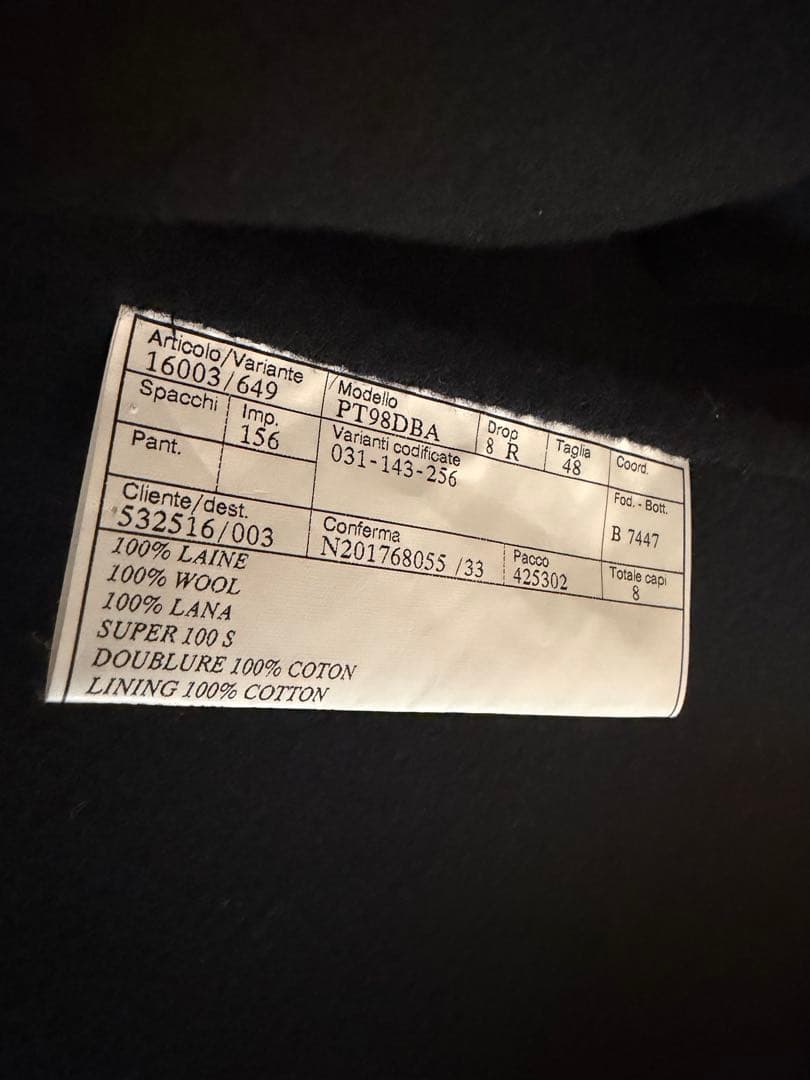 Articolo/Variante Modello Drop Taglia Coord.
16003/649 PT98DBA 8 R 48
Spacchi Imp. Varianti codificate Fod. - Bott.
156 031-143-256 B 7447
Pant.
Cliente/dest. Conferma Pacco Totale capi
532516/003 N201768055 /33 425302 8
100% LAINE
100% WOOL
100% LANA
SUPER 100 S
DOUBLURE 100% COTON
LINING 100% COTTON